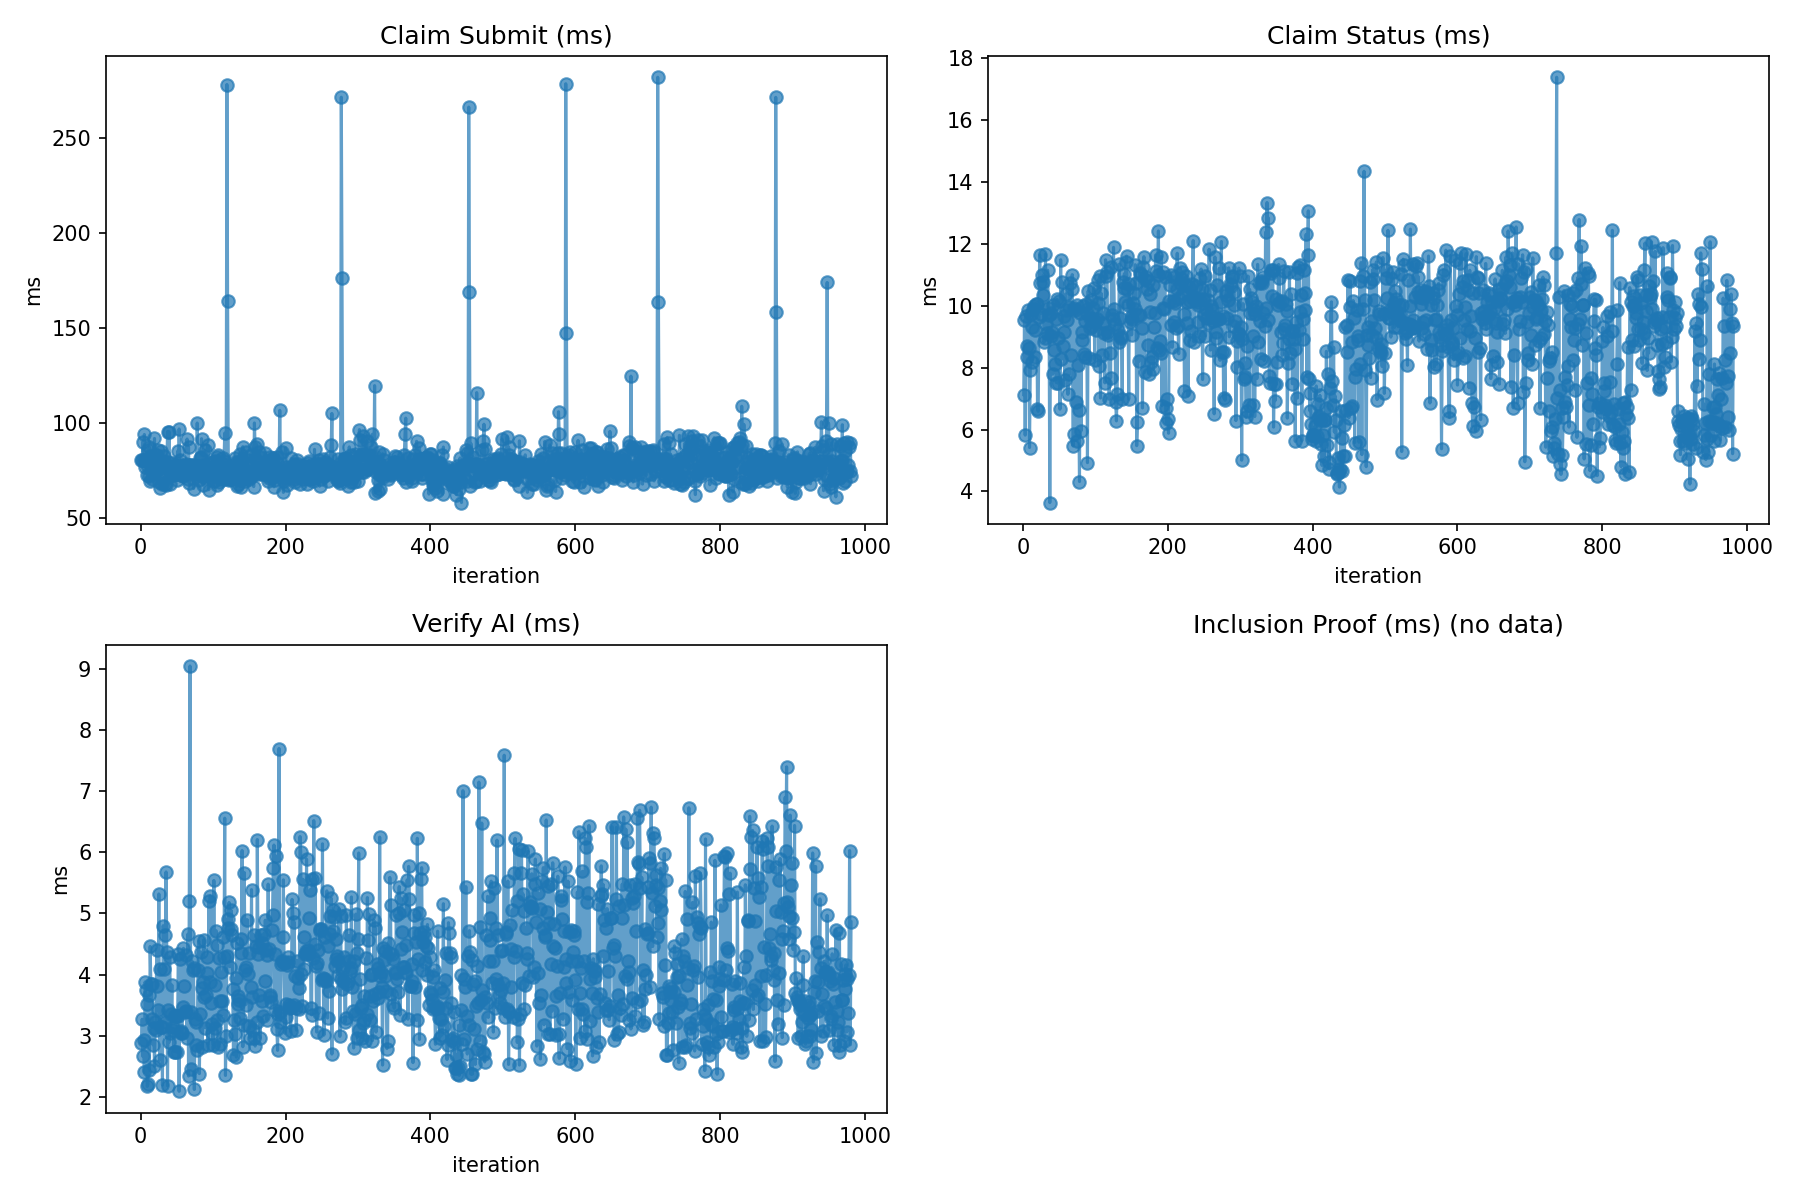 Claim Submit (ms)
250
200
150
100
50
ms
0 200 400 600 800 1000
iteration
Claim Status (ms)
18
16
14
12
10
8
6
4
ms
0 200 400 600 800 1000
iteration
Verify AI (ms)
9
8
7
6
5
4
3
2
ms
0 200 400 600 800 1000
iteration
Inclusion Proof (ms) (no data)